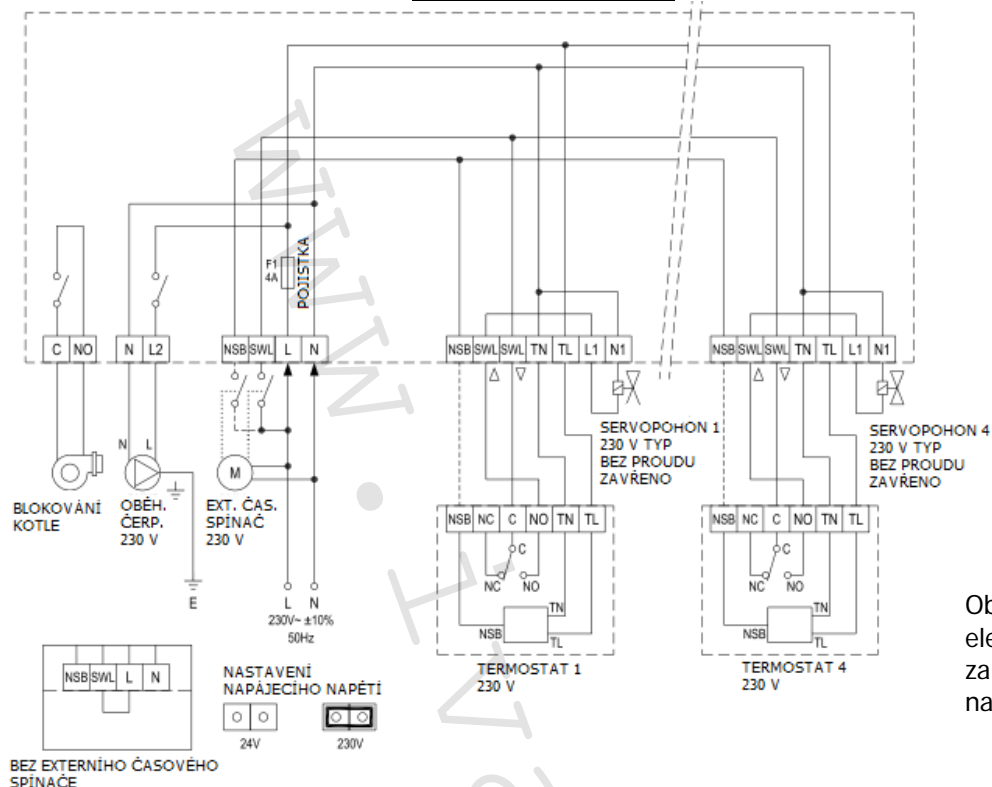 F1
4A
POJISTKA
C NO N L2 NSB SWL L N NSB SWL SWL TN TL L1 N1 NSB SWL SWL TN TL L1 N1
N L
M
BLOKOVÁNÍ
KOTLE
OBĚH.
ČERP.
230 V
EXT. ČAS.
SPÍNAČ
230 V
E
L N
230V~ ±10%
50Hz
SERVOPOHON 1
230 V TYP
BEZ PROUDU
ZAVŘENO
SERVOPOHON 4
230 V TYP
BEZ PROUDU
ZAVŘENO
NSB NC C NO TN TL
C
NC NO
TN
NSB
TL
TERMOSTAT 1
230 V
NSB NC C NO TN TL
C
NC NO
TN
NSB
TL
TERMOSTAT 4
230 V
NSB SWL L N
BEZ EXTERNÍHO ČASOVÉHO
SPÍNAČE
NASTAVENÍ
NAPÁJECÍHO NAPĚTÍ
24V 230V
Ob
ele
za
na